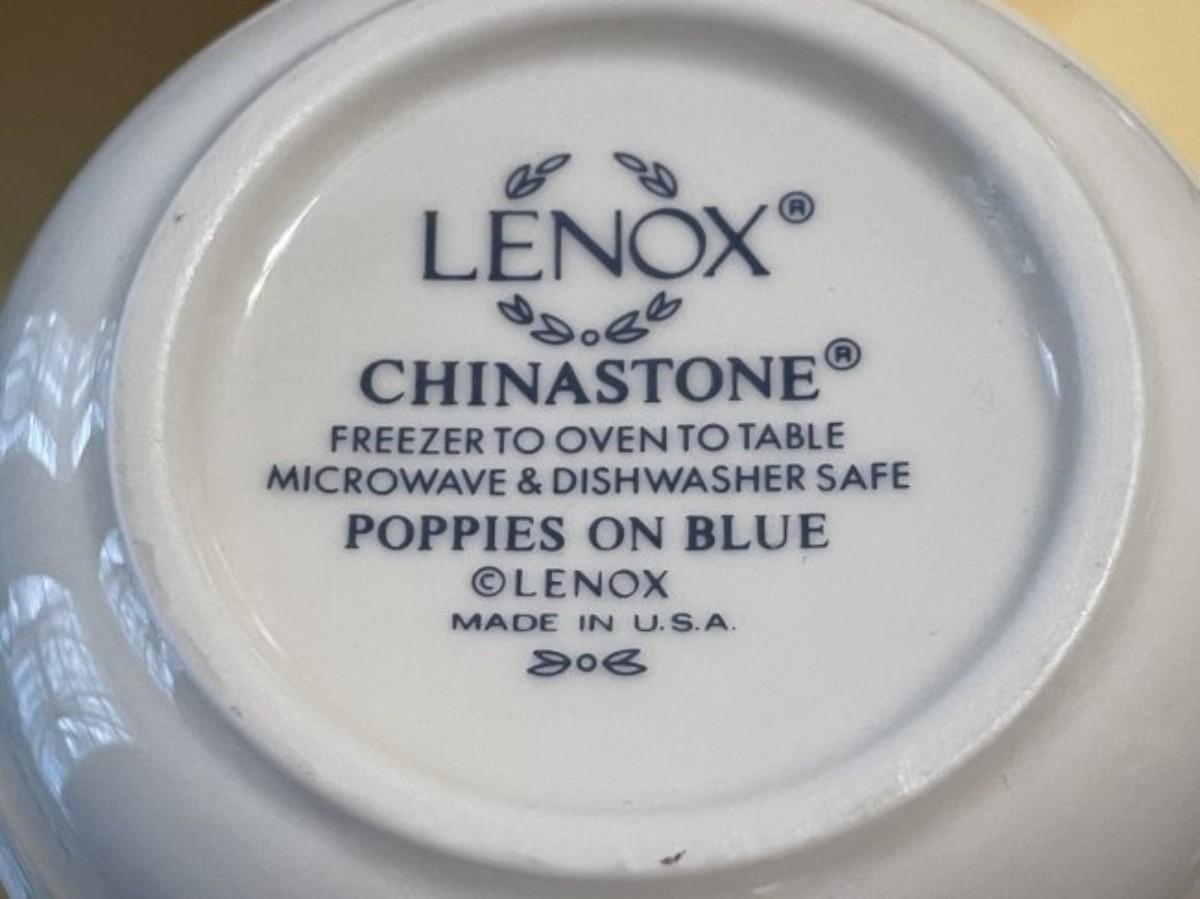 LENOX®
CHINASTONE®
FREEZER TO OVEN TO TABLE
MICROWAVE & DISHWASHER SAFE
POPPIES ON BLUE
©LENOX
MADE IN U.S.A.